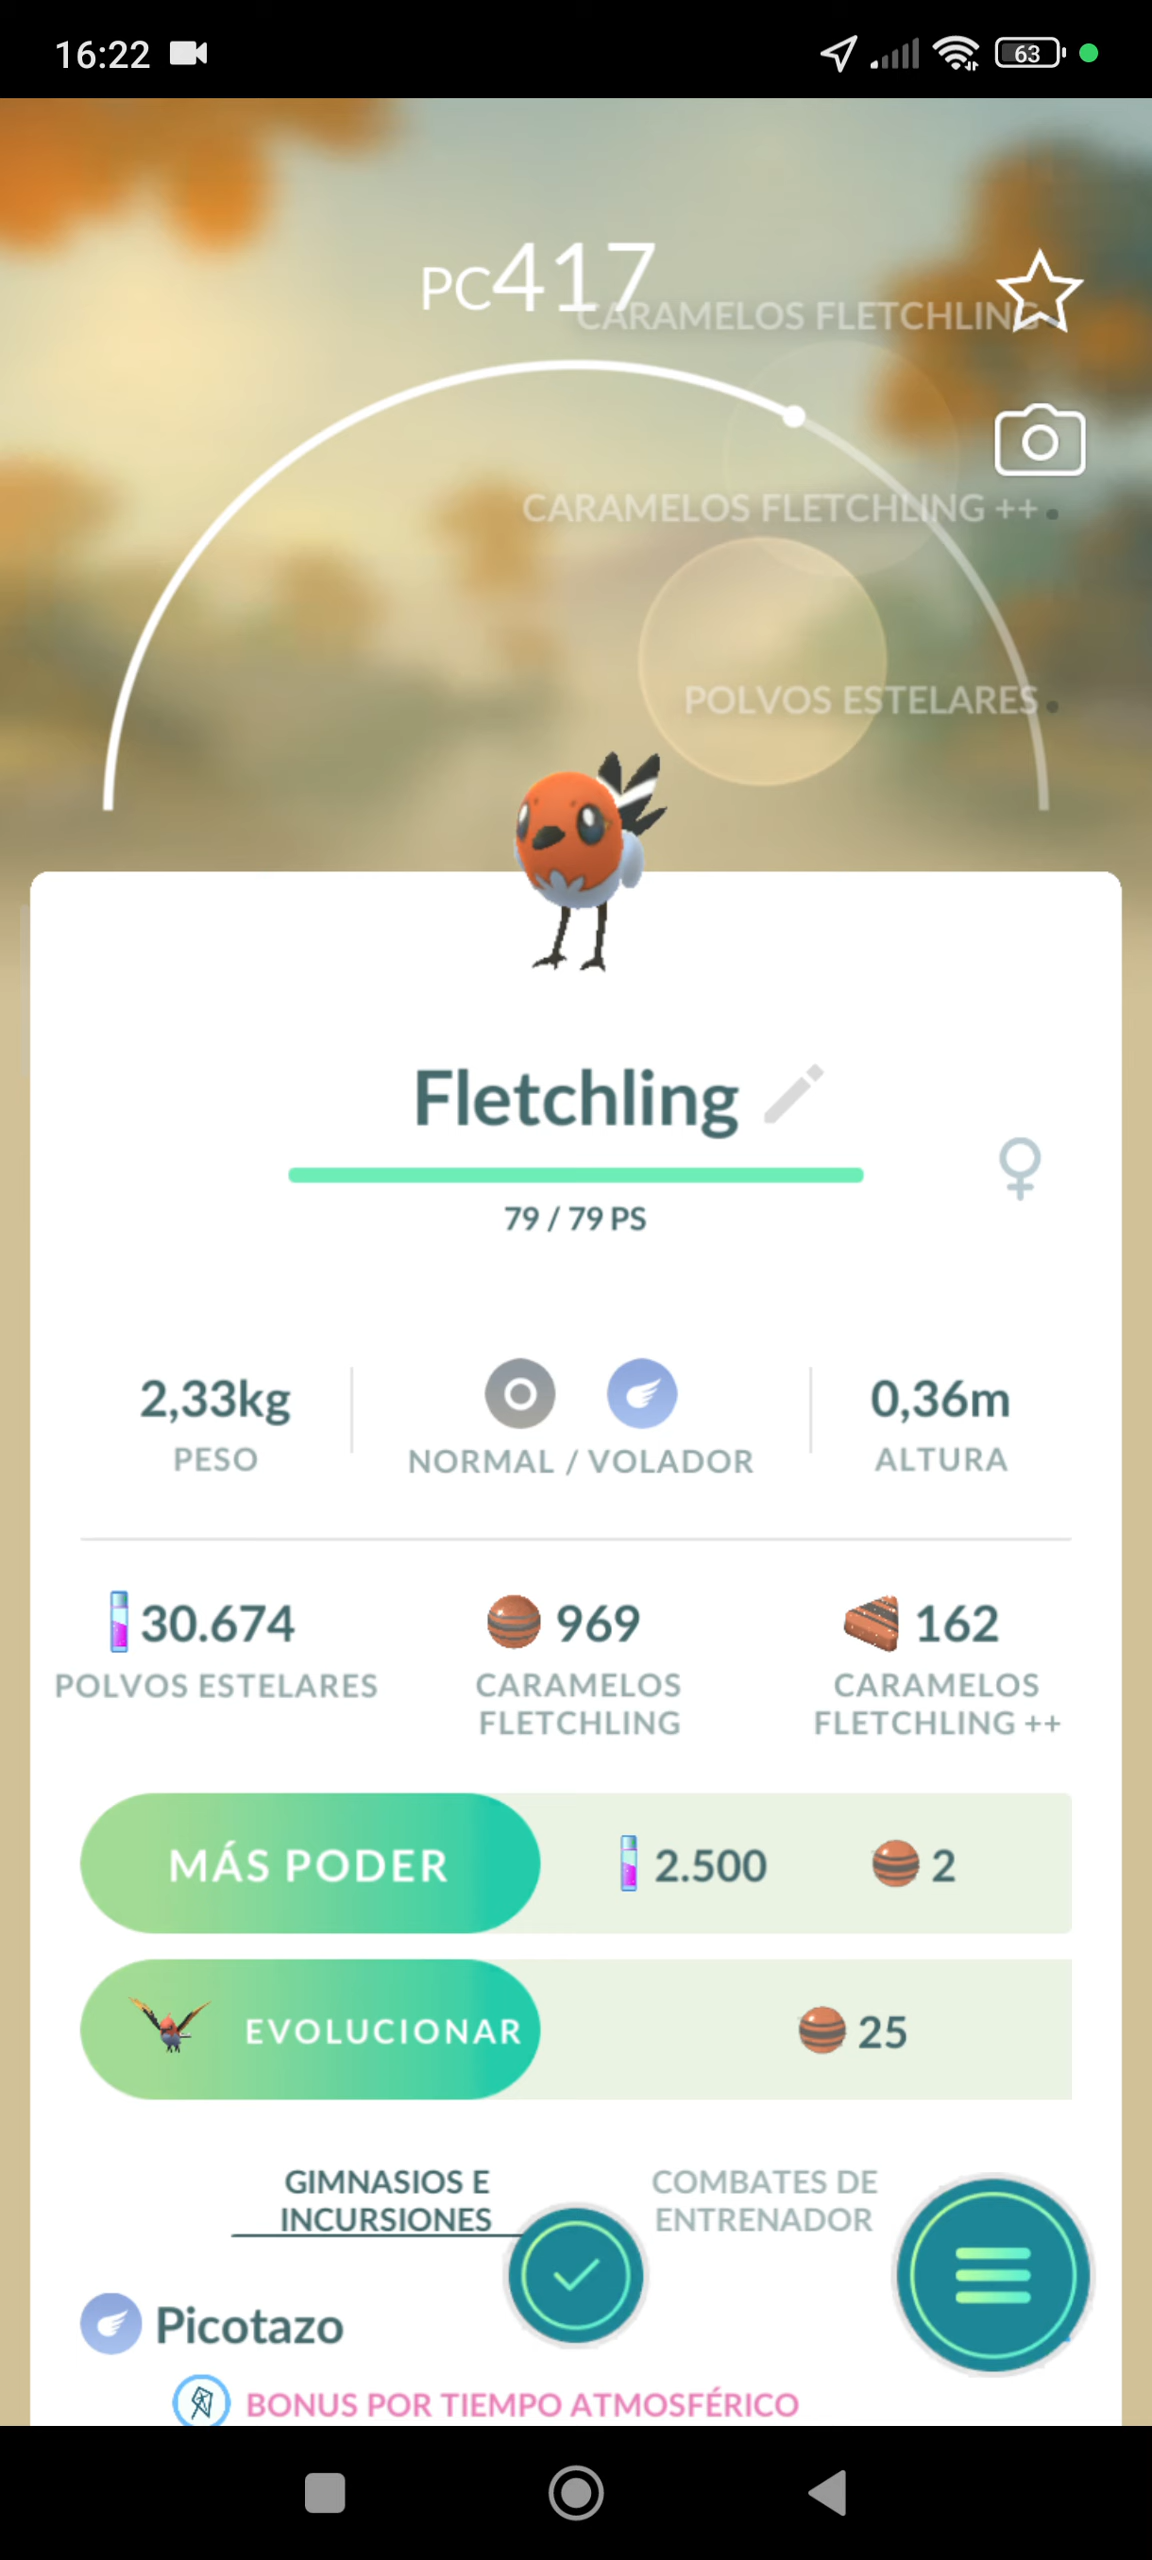 16:22
63
PC417
CARAMELOS FLETCHLING
CARAMELOS FLETCHLING ++
POLVOS ESTELARES
Fletchling
79 / 79 PS
2,33kg
NORMAL / VOLADOR
0,36m
PESO
ALTURA
30.674
969
162
POLVOS ESTELARES
CARAMELOS
FLETCHLING
CARAMELOS
FLETCHLING ++
MÁS PODER
2.500
2
EVOLUCIONAR
25
GIMNASIOS E
INCURSIONES
COMBATES DE
ENTRENADOR
Picotazo
BONUS POR TIEMPO ATMOSFÉRICO